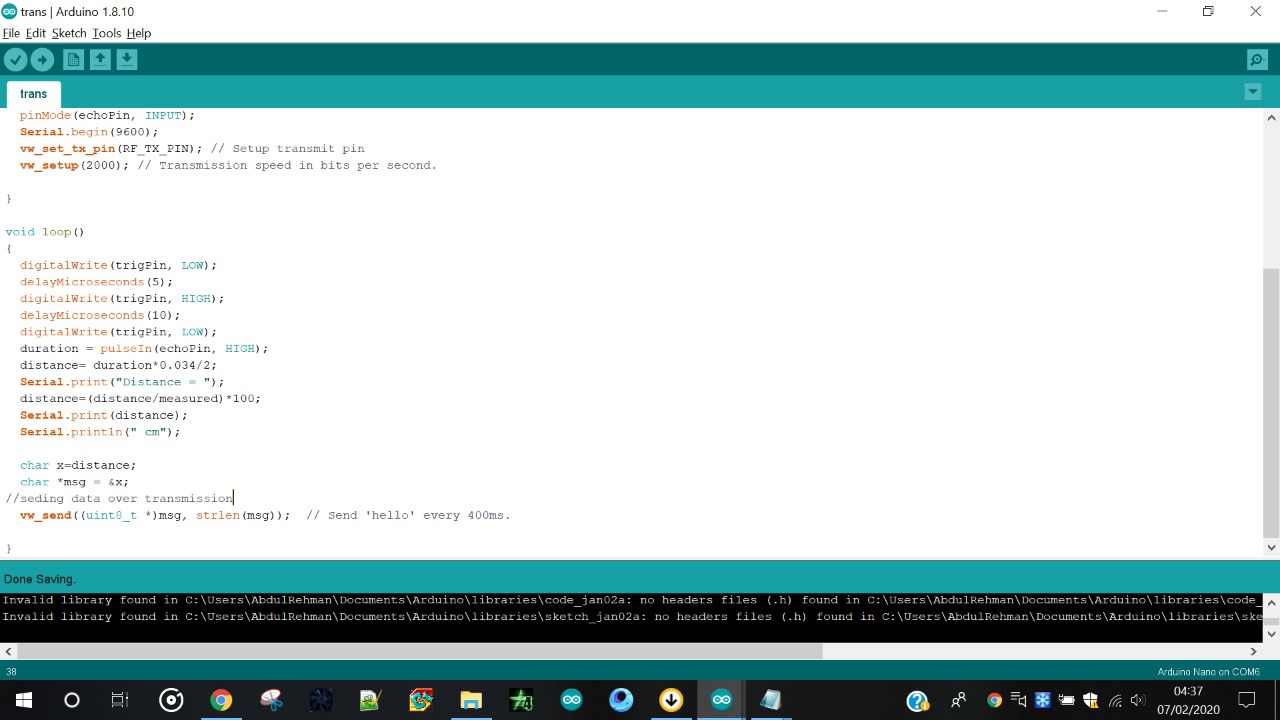 trans | Arduino 1.8.10
File Edit Sketch Tools Help
trans
pinMode(echoPin, INPUT);
Serial.begin(9600);
vw_set_tx_pin(RF_TX_PIN); // Setup transmit pin
vw_setup(2000); // Transmission speed in bits per second.
}
void loop()
{
digitalWrite(trigPin, LOW);
delayMicroseconds(5);
digitalWrite(trigPin, HIGH);
delayMicroseconds(10);
digitalWrite(trigPin, LOW);
duration = pulseIn(echoPin, HIGH);
distance= duration*0.034/2;
Serial.print("Distance = ");
distance=(distance/measured)*100;
Serial.print(distance);
Serial.println(" cm");
char x=distance;
char *msg = &x;
//seding data over transmission
vw_send((uint8_t *)msg, strlen(msg));  // Send 'hello' every 400ms.
}
Done Saving.
Invalid library found in C:\Users\AbdulRehman\Documents\Arduino\libraries\code_jan02a: no headers files (.h) found in C:\Users\AbdulRehman\Documents\Arduino\libraries\code_
Invalid library found in C:\Users\AbdulRehman\Documents\Arduino\libraries\sketch_jan02a: no headers files (.h) found in C:\Users\AbdulRehman\Documents\Arduino\libraries\ske
38
Arduino Nano on COM6
04:37
07/02/2020